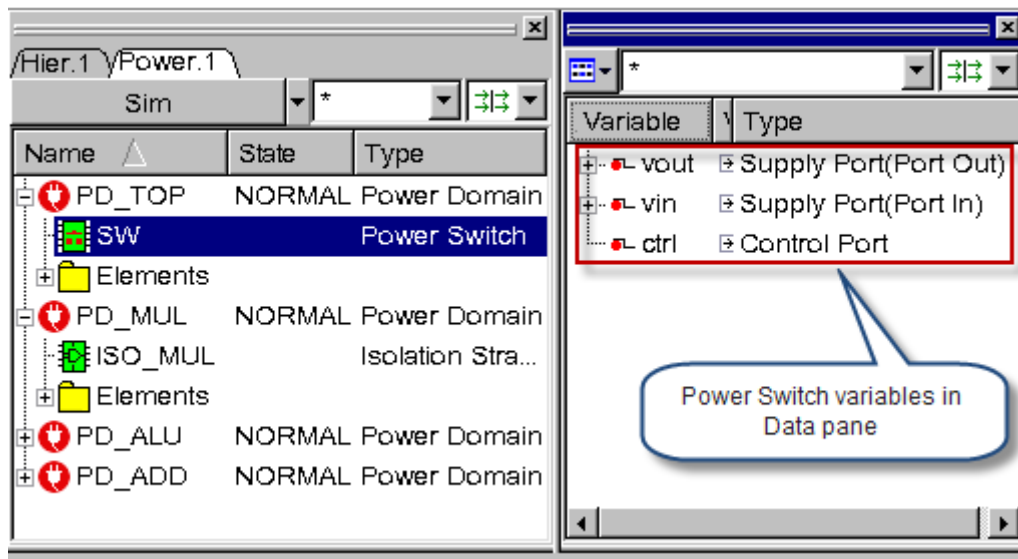 Hier.1 Power.1
Sim *
Name State Type
PD_TOP NORMAL Power Domain
SW Power Switch
Elements
PD_MUL NORMAL Power Domain
ISO_MUL Isolation Stra...
Elements
PD_ALU NORMAL Power Domain
PD_ADD NORMAL Power Domain
*
Variable Type
vout Supply Port(Port Out)
vin Supply Port(Port In)
ctrl Control Port
Power Switch variables in
Data pane